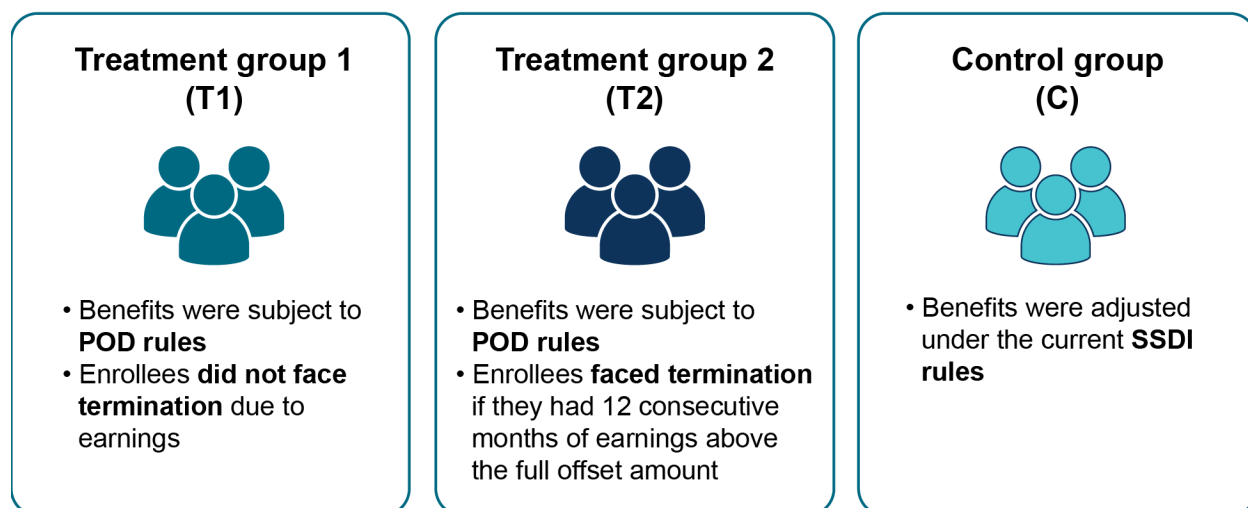 Treatment group 1
(T1)
• Benefits were subject to
POD rules
• Enrollees did not face
termination due to
earnings
Treatment group 2
(T2)
• Benefits were subject to
POD rules
• Enrollees faced termination
if they had 12 consecutive
months of earnings above
the full offset amount
Control group
(C)
• Benefits were adjusted
under the current SSDI
rules